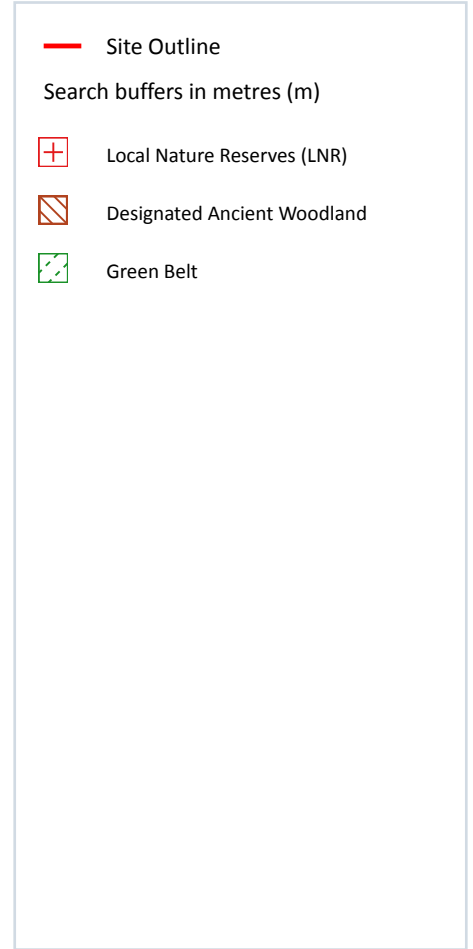 Site Outline
Search buffers in metres (m)
Local Nature Reserves (LNR)
Designated Ancient Woodland
Green Belt